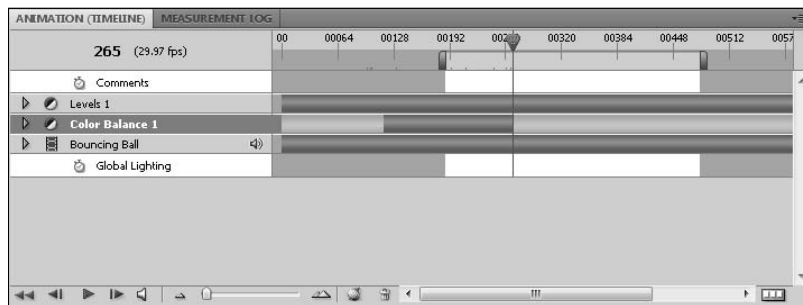 ANIMATION (TIMELINE) MEASUREMENT LOG
265 (29.97 fps)
00 00064 00128 00192 00320 00384 00448 00512 0057
Comments
Levels 1
Color Balance 1
Bouncing Ball
Global Lighting